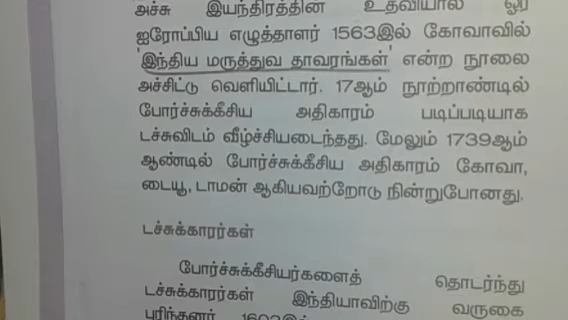 அச்சு இயந்திரத்தின் உதவியால் ஓர்
ஐரோப்பிய எழுத்தாளர் 1563இல் கோவாவில்
'இந்திய மருத்துவ தாவரங்கள்' என்ற நூலை
அச்சிட்டு வெளியிட்டார். 17ஆம் நூற்றாண்டில்
போர்ச்சுக்கீசிய அதிகாரம் படிப்படியாக
டச்சுவிடம் வீழ்ச்சியடைந்தது. மேலும் 1739ஆம்
ஆண்டில் போர்ச்சுக்கீசிய அதிகாரம் கோவா,
டையூ, டாமன் ஆகியவற்றோடு நின்றுபோனது.
டச்சுக்காரர்கள்
போர்ச்சுக்கீசியர்களைத் தொடர்ந்து
டச்சுக்காரர்கள் இந்தியாவிற்கு வருகை
புரிந்தனர்